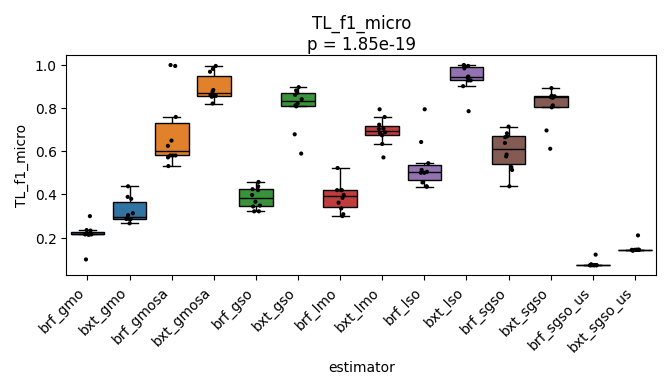 TL_f1_micro
p = 1.85e-19
TL_f1_micro
1.0
0.8
0.6
0.4
0.2
brf_gmo
bxt_gmo
brf_gmosa
bxt_gmosa
brf_gso
bxt_gso
brf_lmo
bxt_lmo
brf_lso
bxt_lso
brf_sgso
bxt_sgso
brf_sgso_us
bxt_sgso_us
estimator